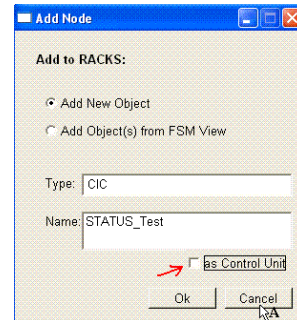 Add Node
Add to RACKS:
Add New Object
Add Object(s) from FSM View
Type: CIC
Name: STATUS_Test
as Control Unit
Ok Cancel
A